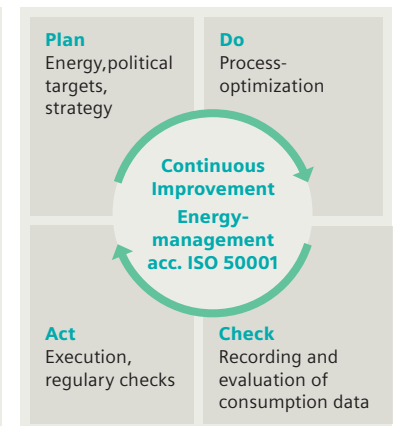 Plan
Energy,political
targets,
strategy
Do
Process-
optimization
Continuous
Improvement
Energy-
management
acc. ISO 50001
Act
Execution,
regulary checks
Check
Recording and
evaluation of
consumption data